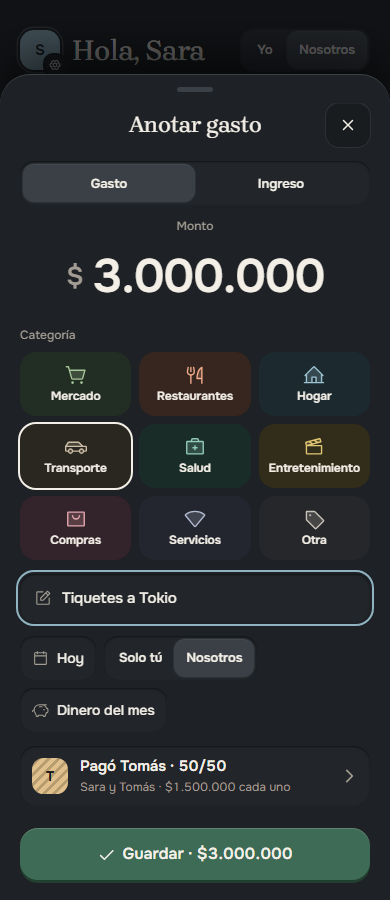 S
Hola, Sara
Yo
Nosotros
Anotar gasto
Gasto
Ingreso
Monto
$ 3.000.000
Categoría
Mercado
Restaurantes
Hogar
Transporte
Salud
Entretenimiento
Compras
Servicios
Otra
Tiquetes a Tokio
Hoy
Solo tú
Nosotros
Dinero del mes
T
Pagó Tomás · 50/50
Sara y Tomás · $1.500.000 cada uno
Guardar · $3.000.000